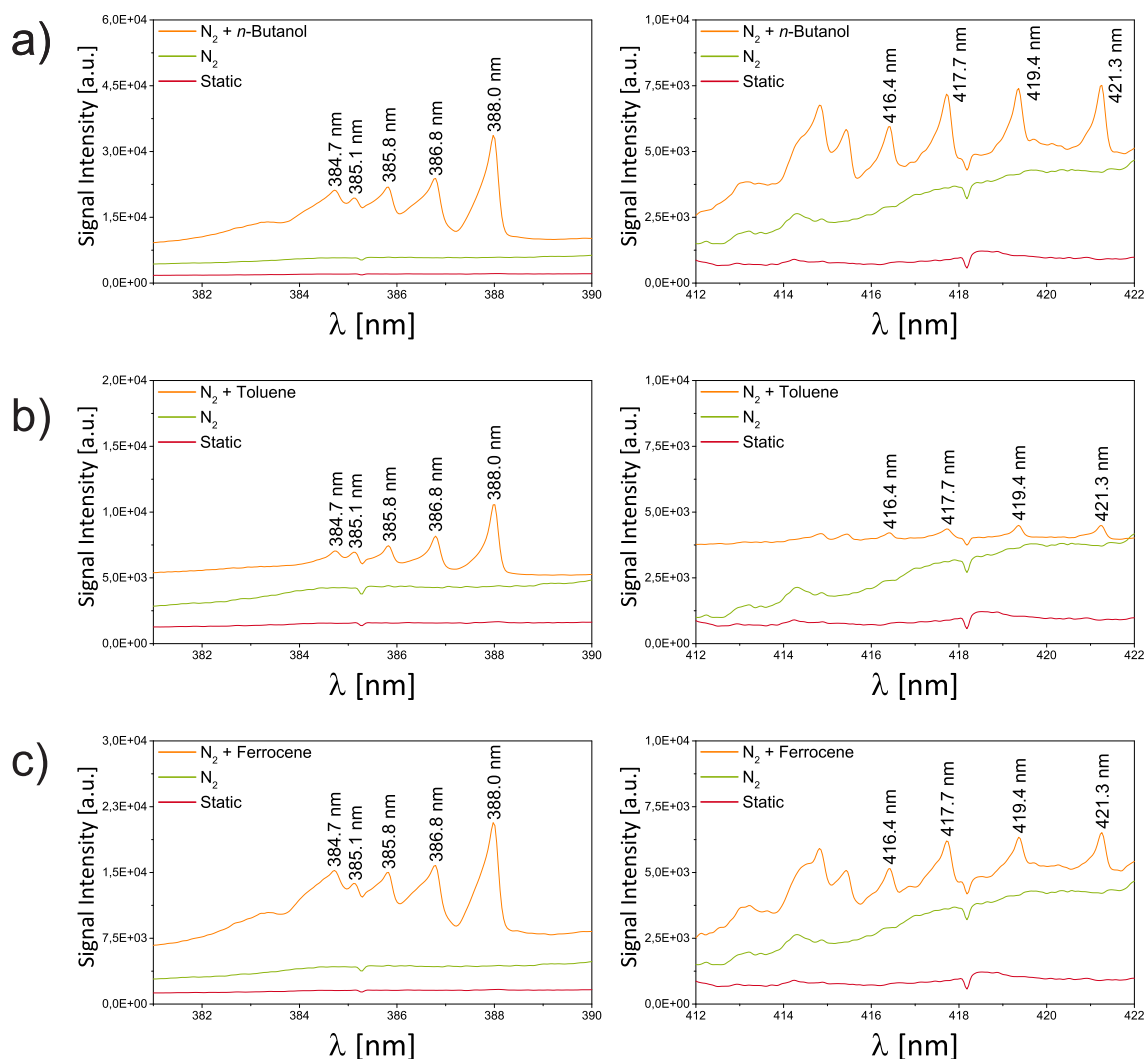 a)
N₂ + n-Butanol
N₂
Static
Signal Intensity [a.u.]
6,0E+04
4,5E+04
3,0E+04
1,5E+04
0,0E+00
384.7 nm
385.1 nm
385.8 nm
386.8 nm
388.0 nm
382 384 386 388 390
λ [nm]
N₂ + n-Butanol
N₂
Static
Signal Intensity [a.u.]
1,0E+04
7,5E+03
5,0E+03
2,5E+03
0,0E+00
416.4 nm
417.7 nm
419.4 nm
421.3 nm
412 414 416 418 420 422
λ [nm]
b)
N₂ + Toluene
N₂
Static
Signal Intensity [a.u.]
2,0E+04
1,5E+04
1,0E+04
5,0E+03
0,0E+00
384.7 nm
385.1 nm
385.8 nm
386.8 nm
388.0 nm
382 384 386 388 390
λ [nm]
N₂ + Toluene
N₂
Static
Signal Intensity [a.u.]
1,0E+04
7,5E+03
5,0E+03
2,5E+03
0,0E+00
416.4 nm
417.7 nm
419.4 nm
421.3 nm
412 414 416 418 420 422
λ [nm]
c)
N₂ + Ferrocene
N₂
Static
Signal Intensity [a.u.]
3,0E+04
2,3E+04
1,5E+04
7,5E+03
0,0E+00
384.7 nm
385.1 nm
385.8 nm
386.8 nm
388.0 nm
382 384 386 388 390
λ [nm]
N₂ + Ferrocene
N₂
Static
Signal Intensity [a.u.]
1,0E+04
7,5E+03
5,0E+03
2,5E+03
0,0E+00
416.4 nm
417.7 nm
419.4 nm
421.3 nm
412 414 416 418 420 422
λ [nm]